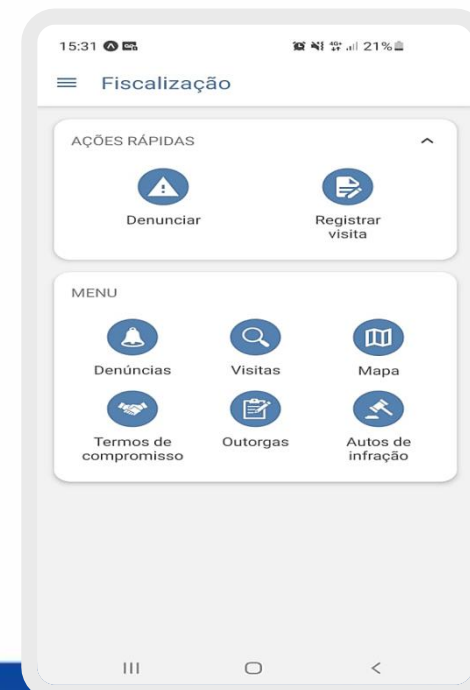 15:31 21%
Fiscalização
AÇÕES RÁPIDAS
Denunciar
Registrar
visita
MENU
Denúncias
Visitas
Mapa
Termos de
compromisso
Outorgas
Autos de
infração